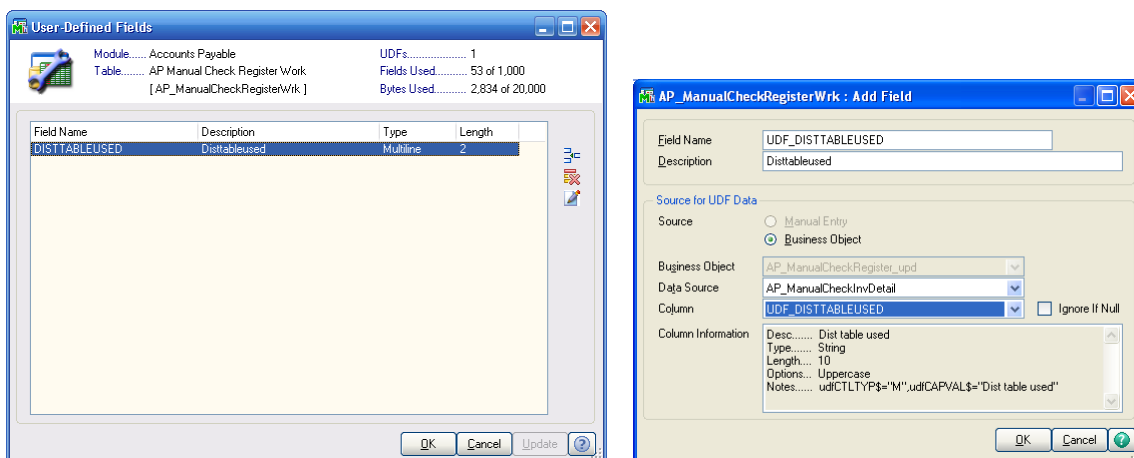 User-Defined Fields
Module...... Accounts Payable
UDFs.................... 1
Table........ AP Manual Check Register Work
Fields Used.......... 53 of 1,000
[ AP_ManualCheckRegisterWrk ]
Bytes Used.......... 2,834 of 20,000
Field Name Description Type Length
DISTTABLEUSED Disttableused Multiline 2
OK Cancel Update
AP_ManualCheckRegisterWrk : Add Field
Field Name UDF_DISTTABLEUSED
Description Disttableused
Source for UDF Data
Source Manual Entry
Business Object
Business Object AP_ManualCheckRegister_upd
Data Source AP_ManualCheckInvDetail
Column UDF_DISTTABLEUSED Ignore If Null
Column Information Desc....... Dist table used
Type....... String
Length.... 10
Options... Uppercase
Notes...... udfCTLTYP$="M",udfCAPVAL$="Dist table used"
OK Cancel